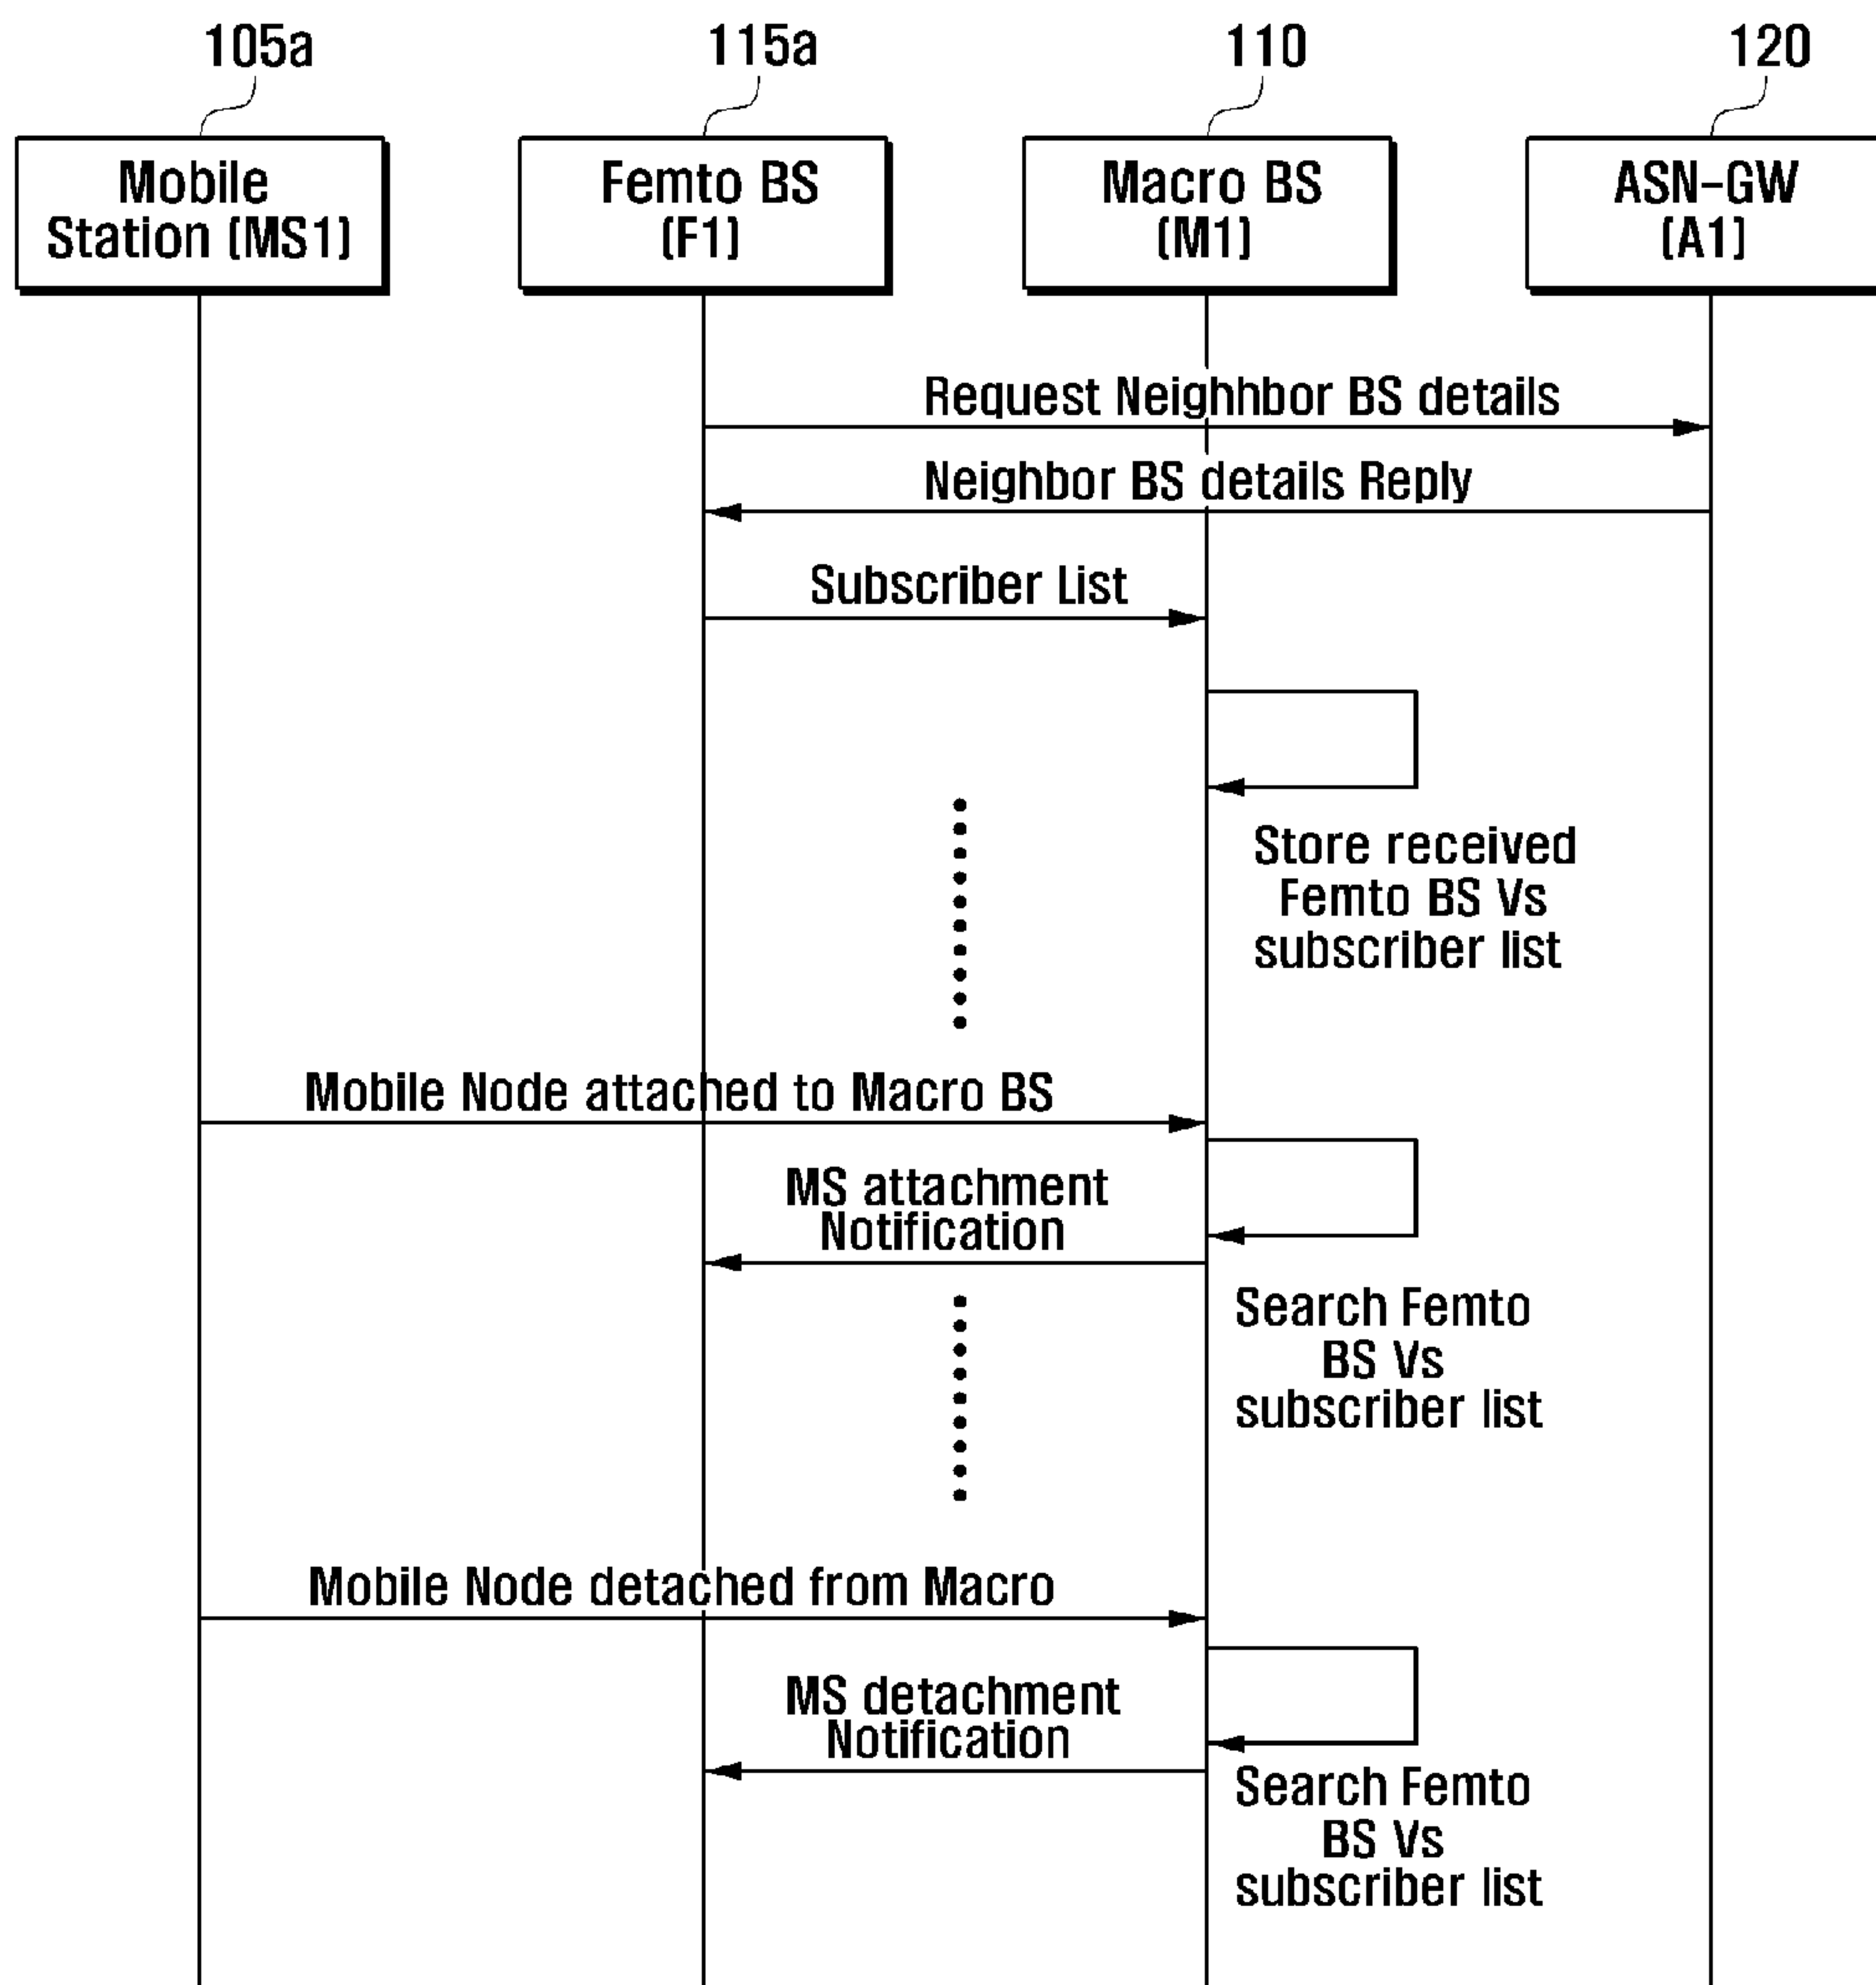 105a
115a
110
120
Mobile
Station (MS1)
Femto BS
(F1)
Macro BS
(M1)
ASN-GW
(A1)
Request Neighhbor BS details
Neighbor BS details Reply
Subscriber List
Store received
Femto BS Vs
subscriber list
Mobile Node attached to Macro BS
MS attachment
Notification
Search Femto
BS Vs
subscriber list
Mobile Node detached from Macro
MS detachment
Notification
Search Femto
BS Vs
subscriber list